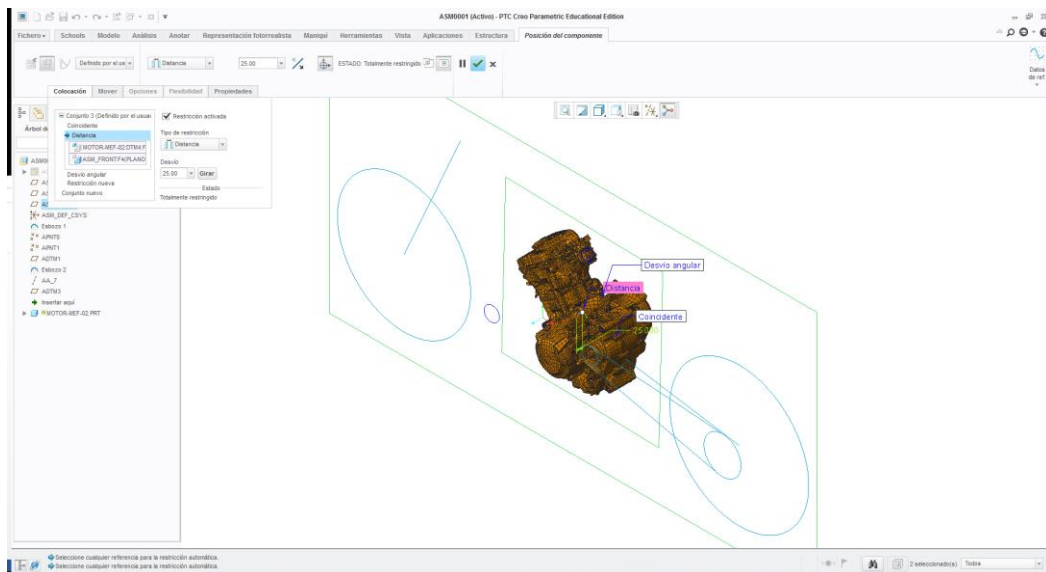 ASM0001 (Activo) - PTC Creo Parametric Educational Edition
Fichero Schools Modelo Análisis Anotar Representación fotorrealista Maniquí Herramientas Vista Aplicaciones Estructura Posición del componente
Definido por el us Distancia 25.00 ESTADO: Totalmente restringido
Datos
de ref.
Colocación Mover Opciones Flexibilidad Propiedades
Conjunto 3 (Definido por el usuar
Restricción activada
Coincidente
Distancia
Tipo de restricción
MOTOR-MEF-02:DTM4:F
Distancia
ASM_FRONT:F4(PLANO
Desvío
25.00 Girar
Desvío angular
Restricción nueva
Estado
Conjunto nuevo
Totalmente restringido
Árbol d
ASM00
ASM_DEF_CSYS
Esbozo 1
APNT0
APNT1
ADTM1
Esbozo 2
AA_7
ADTM3
Insertar aquí
MOTOR-MEF-02.PRT
Desvío angular
Distancia
Coincidente
Seleccione cualquier referencia para la restricción automática.
Seleccione cualquier referencia para la restricción automática.
2 seleccionado(s) Todos